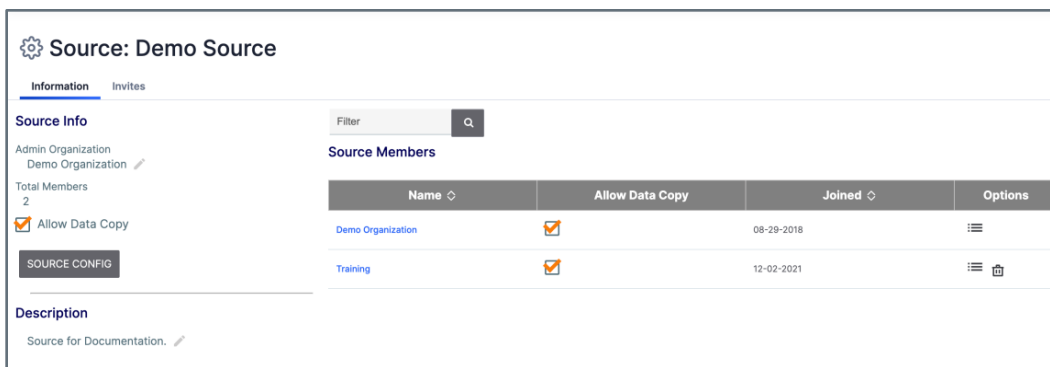 Source: Demo Source
Information Invites
Source Info
Admin Organization
Demo Organization
Total Members
2
Allow Data Copy
SOURCE CONFIG
Description
Source for Documentation.
Filter
Source Members
Name Allow Data Copy Joined Options
Demo Organization 08-29-2018
Training 12-02-2021